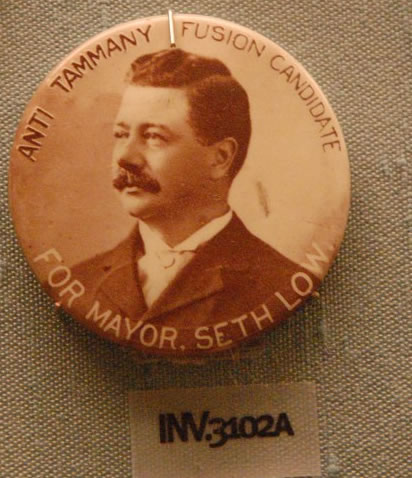 ANTI TAMMANY FUSION CANDIDATE
FOR MAYOR. SETH LOW.
INV.3102A